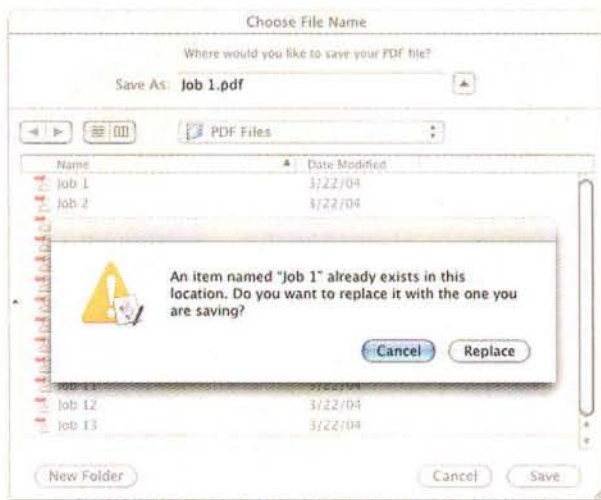 Choose File Name
Where would you like to save your PDF file?
Save As: Job 1.pdf
PDF Files
Name Date Modified
Job 1 3/22/04
Job 2 3/22/04
An item named "Job 1" already exists in this
location. Do you want to replace it with the one you
are saving?
Cancel Replace
Job 11 3/22/04
Job 12 3/22/04
Job 13 3/22/04
New Folder Cancel Save